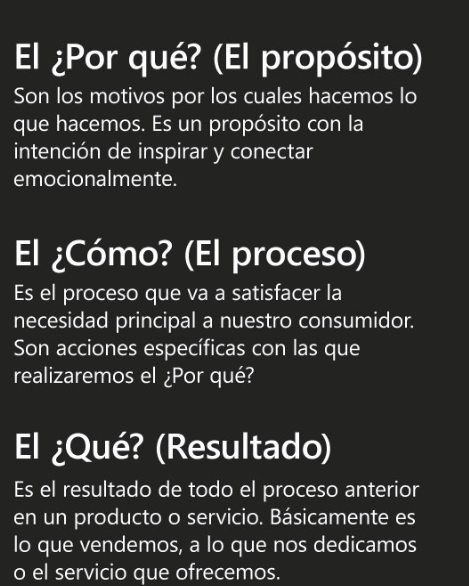 El ¿Por qué? (El propósito)
Son los motivos por los cuales hacemos lo
que hacemos. Es un propósito con la
intención de inspirar y conectar
emocionalmente.
El ¿Cómo? (El proceso)
Es el proceso que va a satisfacer la
necesidad principal a nuestro consumidor.
Son acciones específicas con las que
realizaremos el ¿Por qué?
El ¿Qué? (Resultado)
Es el resultado de todo el proceso anterior
en un producto o servicio. Básicamente es
lo que vendemos, a lo que nos dedicamos
o el servicio que ofrecemos.